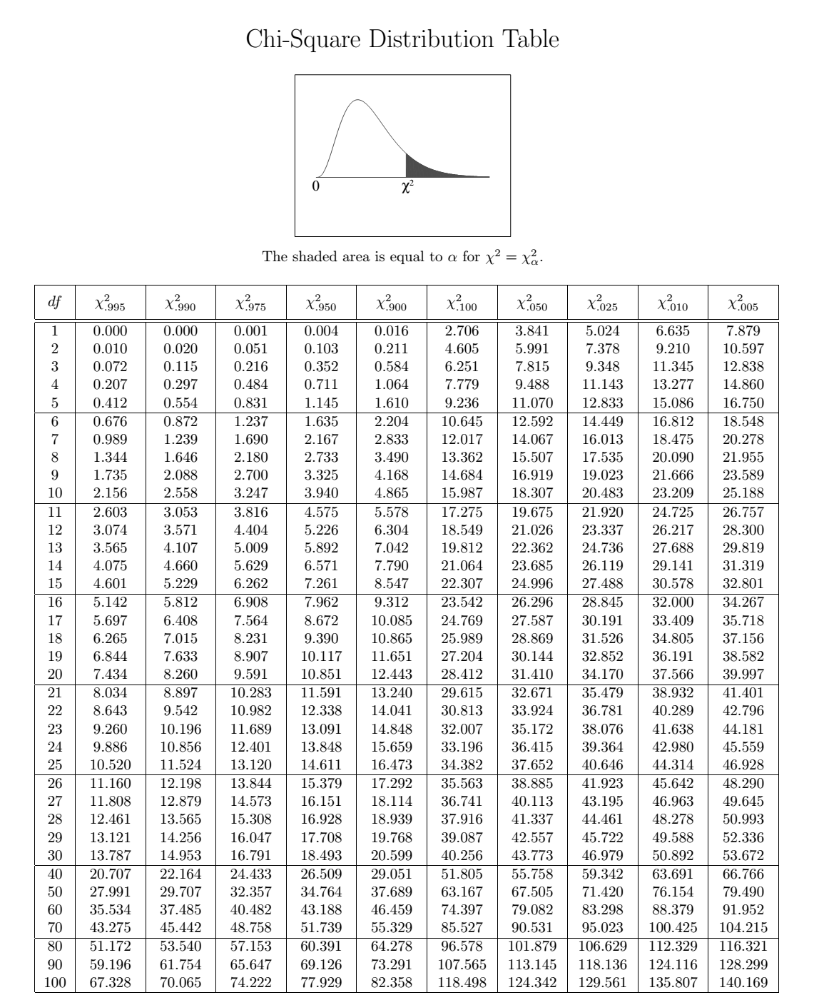 Chi-Square Distribution Table
0
χ²
The shaded area is equal to α for χ² = χ²α.
df χ².995 χ².990 χ².975 χ².950 χ².900 χ².100 χ².050 χ².025 χ².010 χ².005
1 0.000 0.000 0.001 0.004 0.016 2.706 3.841 5.024 6.635 7.879
2 0.010 0.020 0.051 0.103 0.211 4.605 5.991 7.378 9.210 10.597
3 0.072 0.115 0.216 0.352 0.584 6.251 7.815 9.348 11.345 12.838
4 0.207 0.297 0.484 0.711 1.064 7.779 9.488 11.143 13.277 14.860
5 0.412 0.554 0.831 1.145 1.610 9.236 11.070 12.833 15.086 16.750
6 0.676 0.872 1.237 1.635 2.204 10.645 12.592 14.449 16.812 18.548
7 0.989 1.239 1.690 2.167 2.833 12.017 14.067 16.013 18.475 20.278
8 1.344 1.646 2.180 2.733 3.490 13.362 15.507 17.535 20.090 21.955
9 1.735 2.088 2.700 3.325 4.168 14.684 16.919 19.023 21.666 23.589
10 2.156 2.558 3.247 3.940 4.865 15.987 18.307 20.483 23.209 25.188
11 2.603 3.053 3.816 4.575 5.578 17.275 19.675 21.920 24.725 26.757
12 3.074 3.571 4.404 5.226 6.304 18.549 21.026 23.337 26.217 28.300
13 3.565 4.107 5.009 5.892 7.042 19.812 22.362 24.736 27.688 29.819
14 4.075 4.660 5.629 6.571 7.790 21.064 23.685 26.119 29.141 31.319
15 4.601 5.229 6.262 7.261 8.547 22.307 24.996 27.488 30.578 32.801
16 5.142 5.812 6.908 7.962 9.312 23.542 26.296 28.845 32.000 34.267
17 5.697 6.408 7.564 8.672 10.085 24.769 27.587 30.191 33.409 35.718
18 6.265 7.015 8.231 9.390 10.865 25.989 28.869 31.526 34.805 37.156
19 6.844 7.633 8.907 10.117 11.651 27.204 30.144 32.852 36.191 38.582
20 7.434 8.260 9.591 10.851 12.443 28.412 31.410 34.170 37.566 39.997
21 8.034 8.897 10.283 11.591 13.240 29.615 32.671 35.479 38.932 41.401
22 8.643 9.542 10.982 12.338 14.041 30.813 33.924 36.781 40.289 42.796
23 9.260 10.196 11.689 13.091 14.848 32.007 35.172 38.076 41.638 44.181
24 9.886 10.856 12.401 13.848 15.659 33.196 36.415 39.364 42.980 45.559
25 10.520 11.524 13.120 14.611 16.473 34.382 37.652 40.646 44.314 46.928
26 11.160 12.198 13.844 15.379 17.292 35.563 38.885 41.923 45.642 48.290
27 11.808 12.879 14.573 16.151 18.114 36.741 40.113 43.195 46.963 49.645
28 12.461 13.565 15.308 16.928 18.939 37.916 41.337 44.461 48.278 50.993
29 13.121 14.256 16.047 17.708 19.768 39.087 42.557 45.722 49.588 52.336
30 13.787 14.953 16.791 18.493 20.599 40.256 43.773 46.979 50.892 53.672
40 20.707 22.164 24.433 26.509 29.051 51.805 55.758 59.342 63.691 66.766
50 27.991 29.707 32.357 34.764 37.689 63.167 67.505 71.420 76.154 79.490
60 35.534 37.485 40.482 43.188 46.459 74.397 79.082 83.298 88.379 91.952
70 43.275 45.442 48.758 51.739 55.329 85.527 90.531 95.023 100.425 104.215
80 51.172 53.540 57.153 60.391 64.278 96.578 101.879 106.629 112.329 116.321
90 59.196 61.754 65.647 69.126 73.291 107.565 113.145 118.136 124.116 128.299
100 67.328 70.065 74.222 77.929 82.358 118.498 124.342 129.561 135.807 140.169